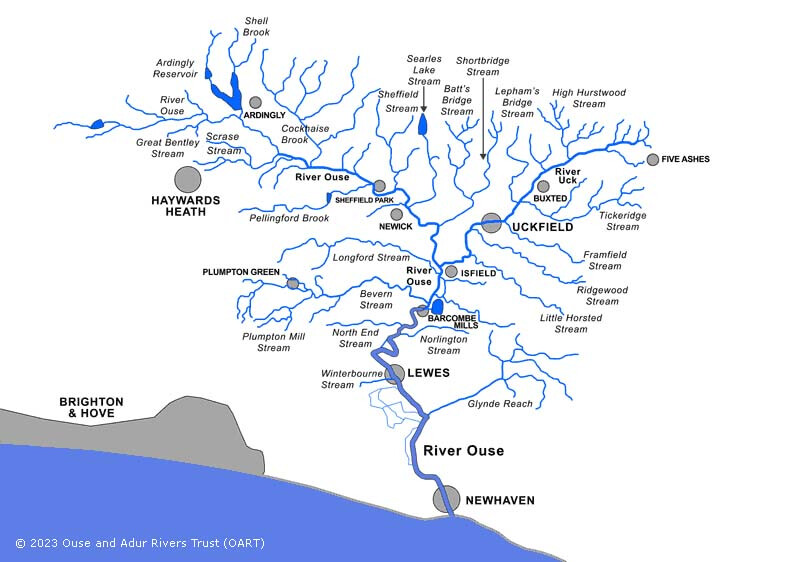 Shell
Brook
Ardingly
Reservoir
River
Ouse
ARDINGLY
Great Bentley
Stream
Scrase
Stream
Cockhaise
Brook
HAYWARDS
HEATH
River Ouse
SHEFFIELD PARK
Pellingford Brook
NEWICK
Sheffield
Stream
Searles
Lake
Stream
Batt's
Bridge
Stream
Shortbridge
Stream
Lepham's
Bridge
Stream
High Hurstwood
Stream
FIVE ASHES
River
Uck
BUXTED
Tickeridge
Stream
UCKFIELD
Framfield
Stream
Ridgewood
Stream
Little Horsted
Stream
Longford Stream
River
Ouse
ISFIELD
PLUMPTON GREEN
Bevern
Stream
BARCOMBE
MILLS
Plumpton Mill
Stream
North End
Stream
Norlington
Stream
Winterbourne
Stream
LEWES
Glynde Reach
BRIGHTON
& HOVE
River Ouse
NEWHAVEN
© 2023 Ouse and Adur Rivers Trust (OART)